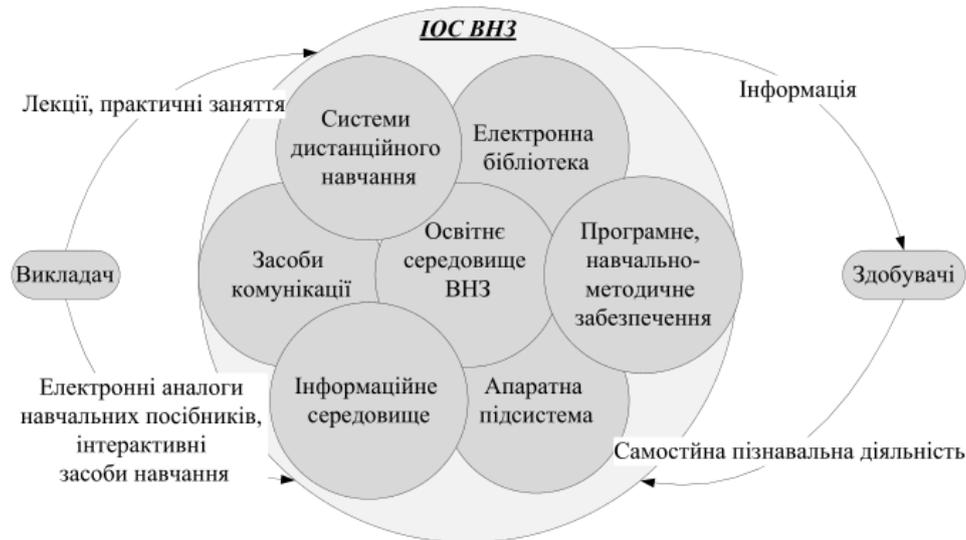 ІОС ВНЗ
Лекції, практичні заняття
Інформація
Системи
дистанційного
навчання
Електронна
бібліотека
Викладач
Засоби
комунікації
Освітнє
середовище
ВНЗ
Програмне,
навчально-
методичне
забезпечення
Здобувачі
Електронні аналоги
навчальних посібників,
інтерактивні
засоби навчання
Інформаційне
середовище
Апаратна
підсистема
Самостйна пізнавальна діяльність